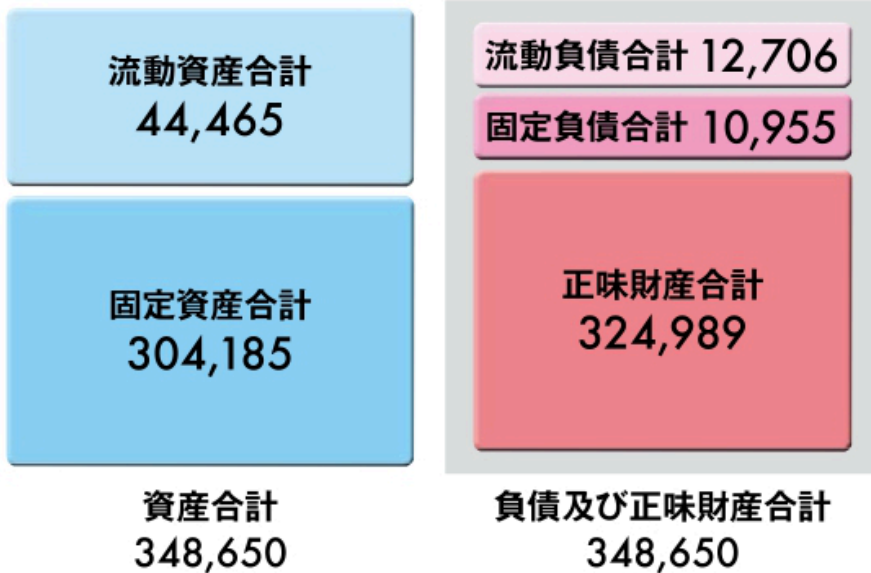 流動資産合計
44,465
固定資産合計
304,185
資産合計
348,650
流動負債合計 12,706
固定負債合計 10,955
正味財産合計
324,989
負債及び正味財産合計
348,650